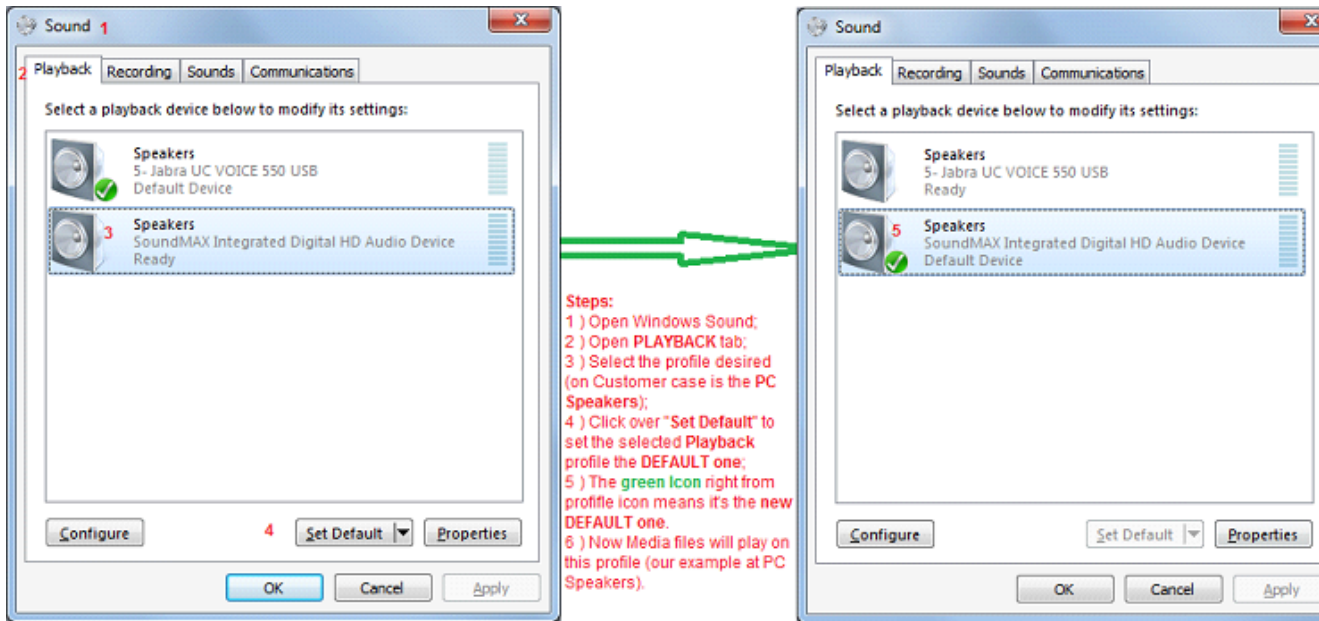 Sound 1
2 Playback Recording Sounds Communications
Select a playback device below to modify its settings:
Speakers
5- Jabra UC VOICE 550 USB
Default Device
3 Speakers
SoundMAX Integrated Digital HD Audio Device
Ready
Configure 4 Set Default Properties
OK Cancel Apply
Steps:
1 ) Open Windows Sound;
2 ) Open PLAYBACK tab;
3 ) Select the profile desired
(on Customer case is the PC
Speakers);
4 ) Click over "Set Default" to
set the selected Playback
profile the DEFAULT one;
5 ) The green Icon right from
profifle icon means it's the new
DEFAULT one.
6 ) Now Media files will play on
this profile (our example at PC
Speakers).
Sound
Playback Recording Sounds Communications
Select a playback device below to modify its settings:
Speakers
5- Jabra UC VOICE 550 USB
Ready
5 Speakers
SoundMAX Integrated Digital HD Audio Device
Default Device
Configure Set Default Properties
OK Cancel Apply